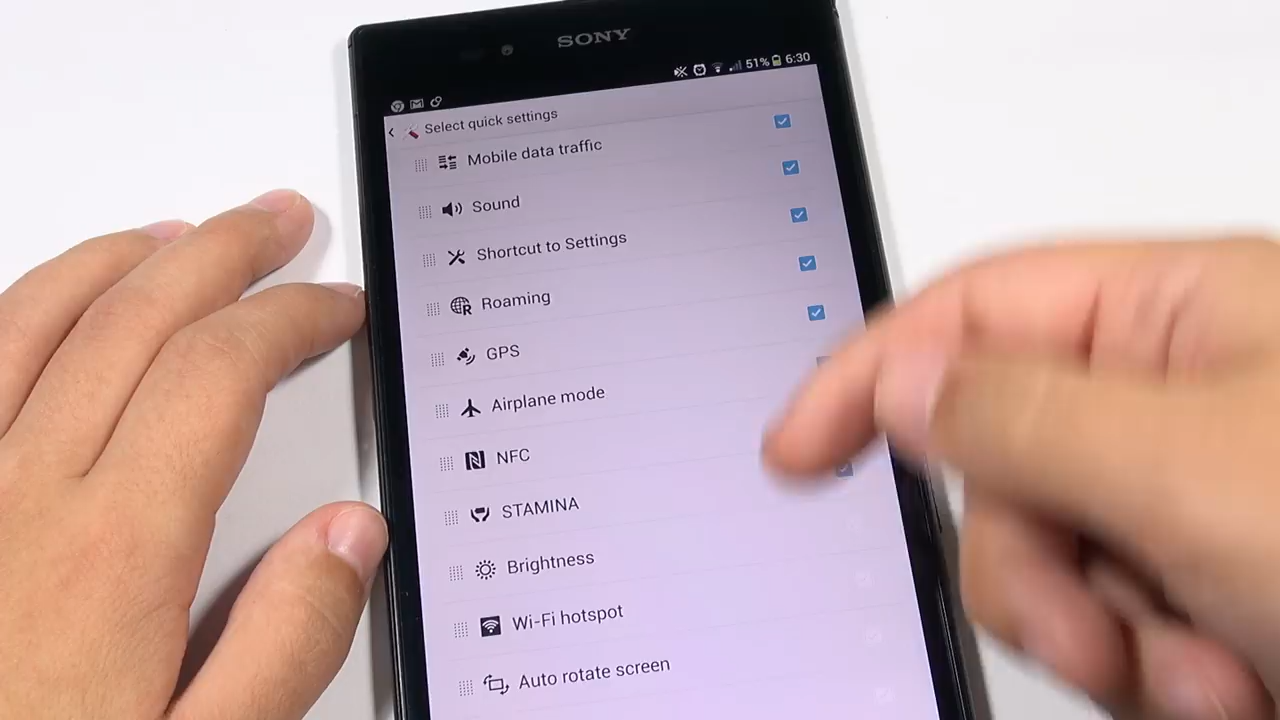 SONY
51% 6:30
Select quick settings
Mobile data traffic
Sound
Shortcut to Settings
Roaming
GPS
Airplane mode
NFC
STAMINA
Brightness
Wi-Fi hotspot
Auto rotate screen